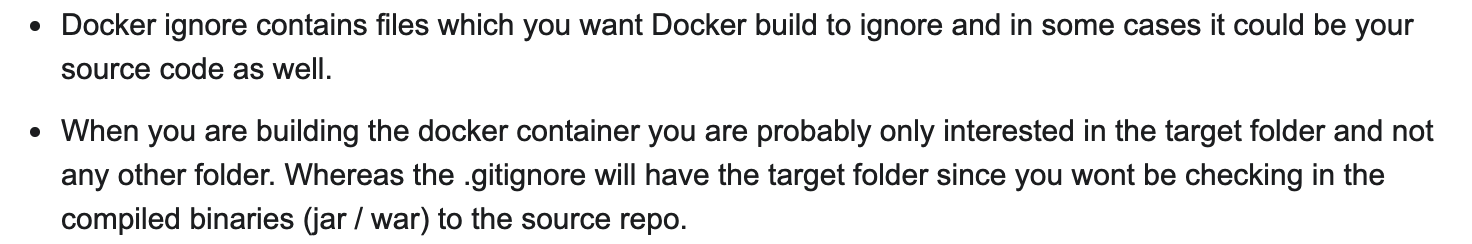 • Docker ignore contains files which you want Docker build to ignore and in some cases it could be your
source code as well.
• When you are building the docker container you are probably only interested in the target folder and not
any other folder. Whereas the .gitignore will have the target folder since you wont be checking in the
compiled binaries (jar / war) to the source repo.